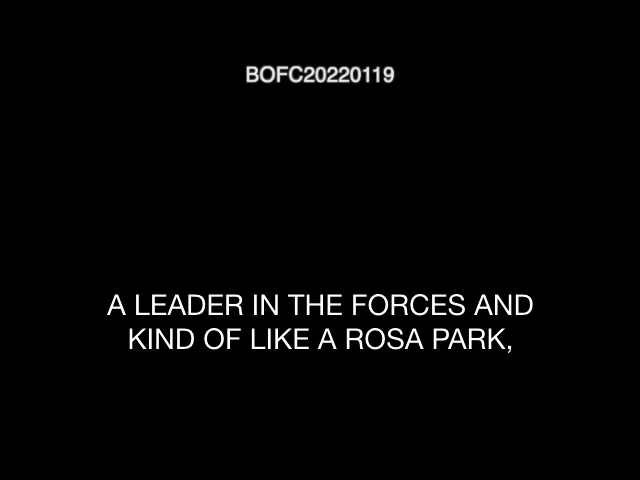 BOFC20220119
A LEADER IN THE FORCES AND
KIND OF LIKE A ROSA PARK,